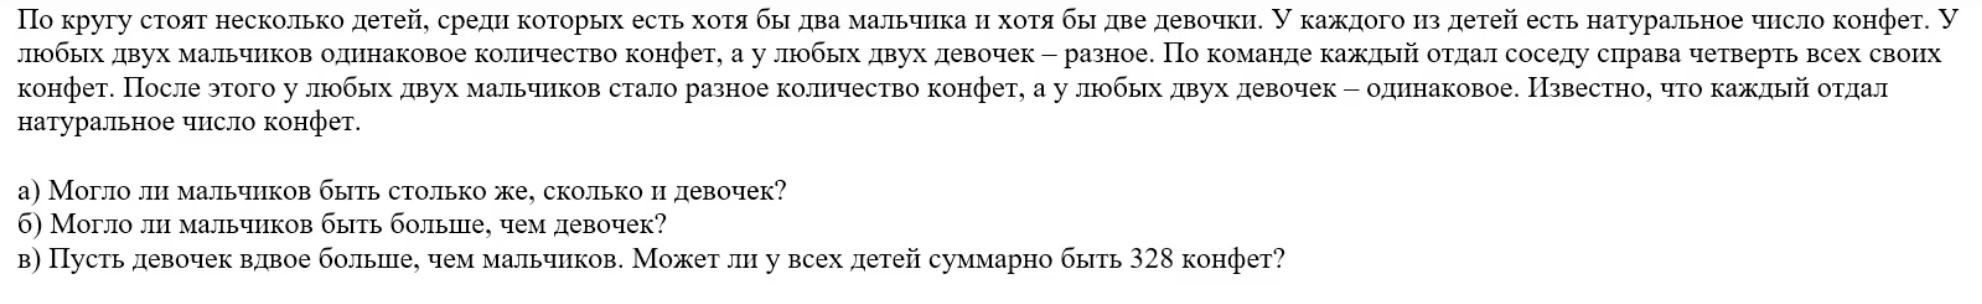 По кругу стоят несколько детей, среди которых есть хотя бы два мальчика и хотя бы две девочки. У каждого из детей есть натуральное число конфет. У
любых двух мальчиков одинаковое количество конфет, а у любых двух девочек – разное. По команде каждый отдал соседу справа четверть всех своих
конфет. После этого у любых двух мальчиков стало разное количество конфет, а у любых двух девочек – одинаковое. Известно, что каждый отдал
натуральное число конфет.
а) Могло ли мальчиков быть столько же, сколько и девочек?
б) Могло ли мальчиков быть больше, чем девочек?
в) Пусть девочек вдвое больше, чем мальчиков. Может ли у всех детей суммарно быть 328 конфет?